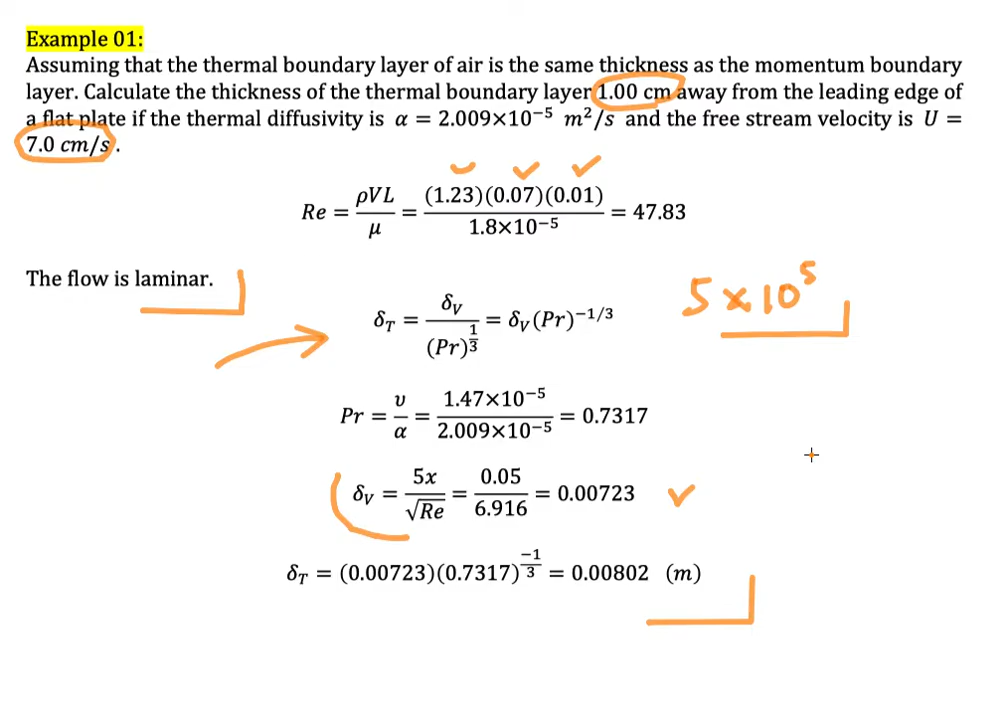 Example 01:
Assuming that the thermal boundary layer of air is the same thickness as the momentum boundary
layer. Calculate the thickness of the thermal boundary layer 1.00 cm away from the leading edge of
a flat plate if the thermal diffusivity is α = 2.009×10⁻⁵ m²/s and the free stream velocity is U =
7.0 cm/s.
Re = ρVL/μ = (1.23)(0.07)(0.01)/1.8×10⁻⁵ = 47.83
The flow is laminar.
5 × 10⁵
δ_T = δ_V/(Pr)^(1/3) = δ_V(Pr)^(−1/3)
Pr = υ/α = 1.47×10⁻⁵/2.009×10⁻⁵ = 0.7317
δ_V = 5x/√Re = 0.05/6.916 = 0.00723
δ_T = (0.00723)(0.7317)^(−1/3) = 0.00802 (m)